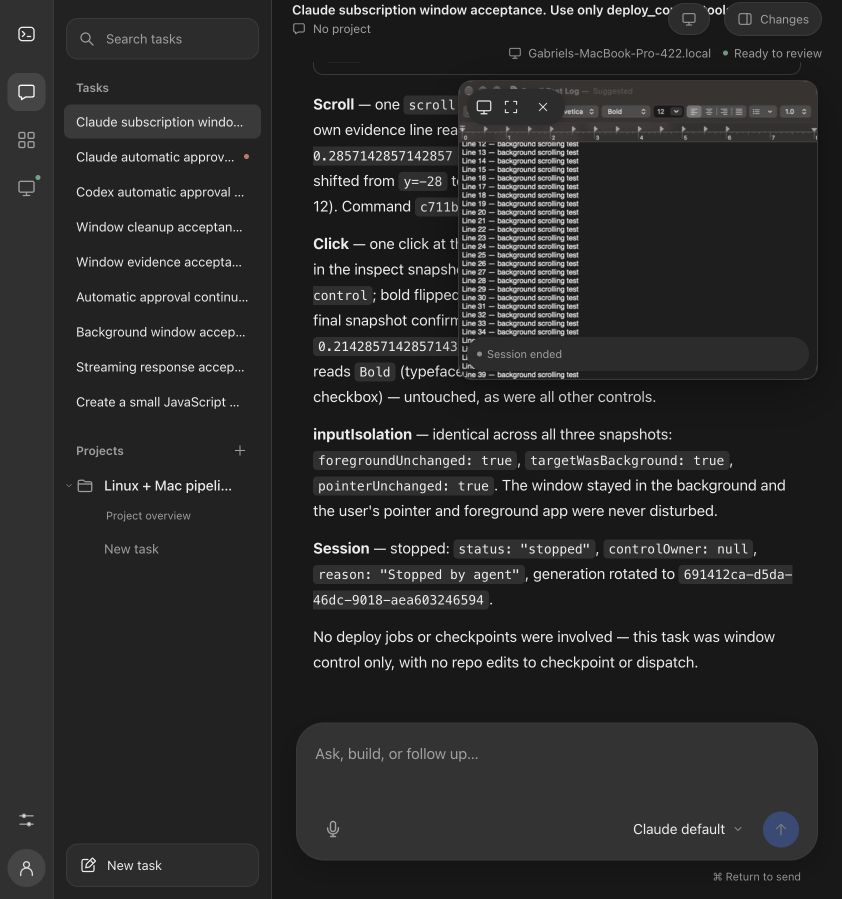 Claude subscription window acceptance. Use only deploy_co
No project
Changes
Gabriels-MacBook-Pro-422.local
Ready to review
Search tasks
Tasks
Claude subscription windo...
Claude automatic approv...
Codex automatic approval ...
Window cleanup acceptan...
Window evidence accepta...
Automatic approval continu...
Background window accep...
Streaming response accep...
Create a small JavaScript ...
Projects
Linux + Mac pipeli...
Project overview
New task
New task
Scroll — one scroll
own evidence line rea
0.2857142857142857
shifted from y=−28 t
12). Command c711b
Click — one click at th
in the inspect snapsh
control; bold flipped
final snapshot confirm
0.2142857142857143
reads Bold (typeface
checkbox) — untouched, as were all other controls.
Log — Suggested
Bold
12
1.0
0 1 2 3 4 5 6 7
Line 12 — background scrolling test
Line 13 — background scrolling test
Line 14 — background scrolling test
Line 15 — background scrolling test
Line 16 — background scrolling test
Line 17 — background scrolling test
Line 18 — background scrolling test
Line 19 — background scrolling test
Line 20 — background scrolling test
Line 21 — background scrolling test
Line 22 — background scrolling test
Line 23 — background scrolling test
Line 24 — background scrolling test
Line 25 — background scrolling test
Line 26 — background scrolling test
Line 27 — background scrolling test
Line 28 — background scrolling test
Line 29 — background scrolling test
Line 30 — background scrolling test
Line 31 — background scrolling test
Line 32 — background scrolling test
Line 33 — background scrolling test
Line 34 — background scrolling test
Session ended
Line 39 — background scrolling test
inputIsolation — identical across all three snapshots:
foregroundUnchanged: true, targetWasBackground: true,
pointerUnchanged: true. The window stayed in the background and
the user's pointer and foreground app were never disturbed.
Session — stopped: status: "stopped", controlOwner: null,
reason: "Stopped by agent", generation rotated to 691412ca-d5da-
46dc-9018-aea603246594.
No deploy jobs or checkpoints were involved — this task was window
control only, with no repo edits to checkpoint or dispatch.
Ask, build, or follow up...
Claude default
⌘ Return to send